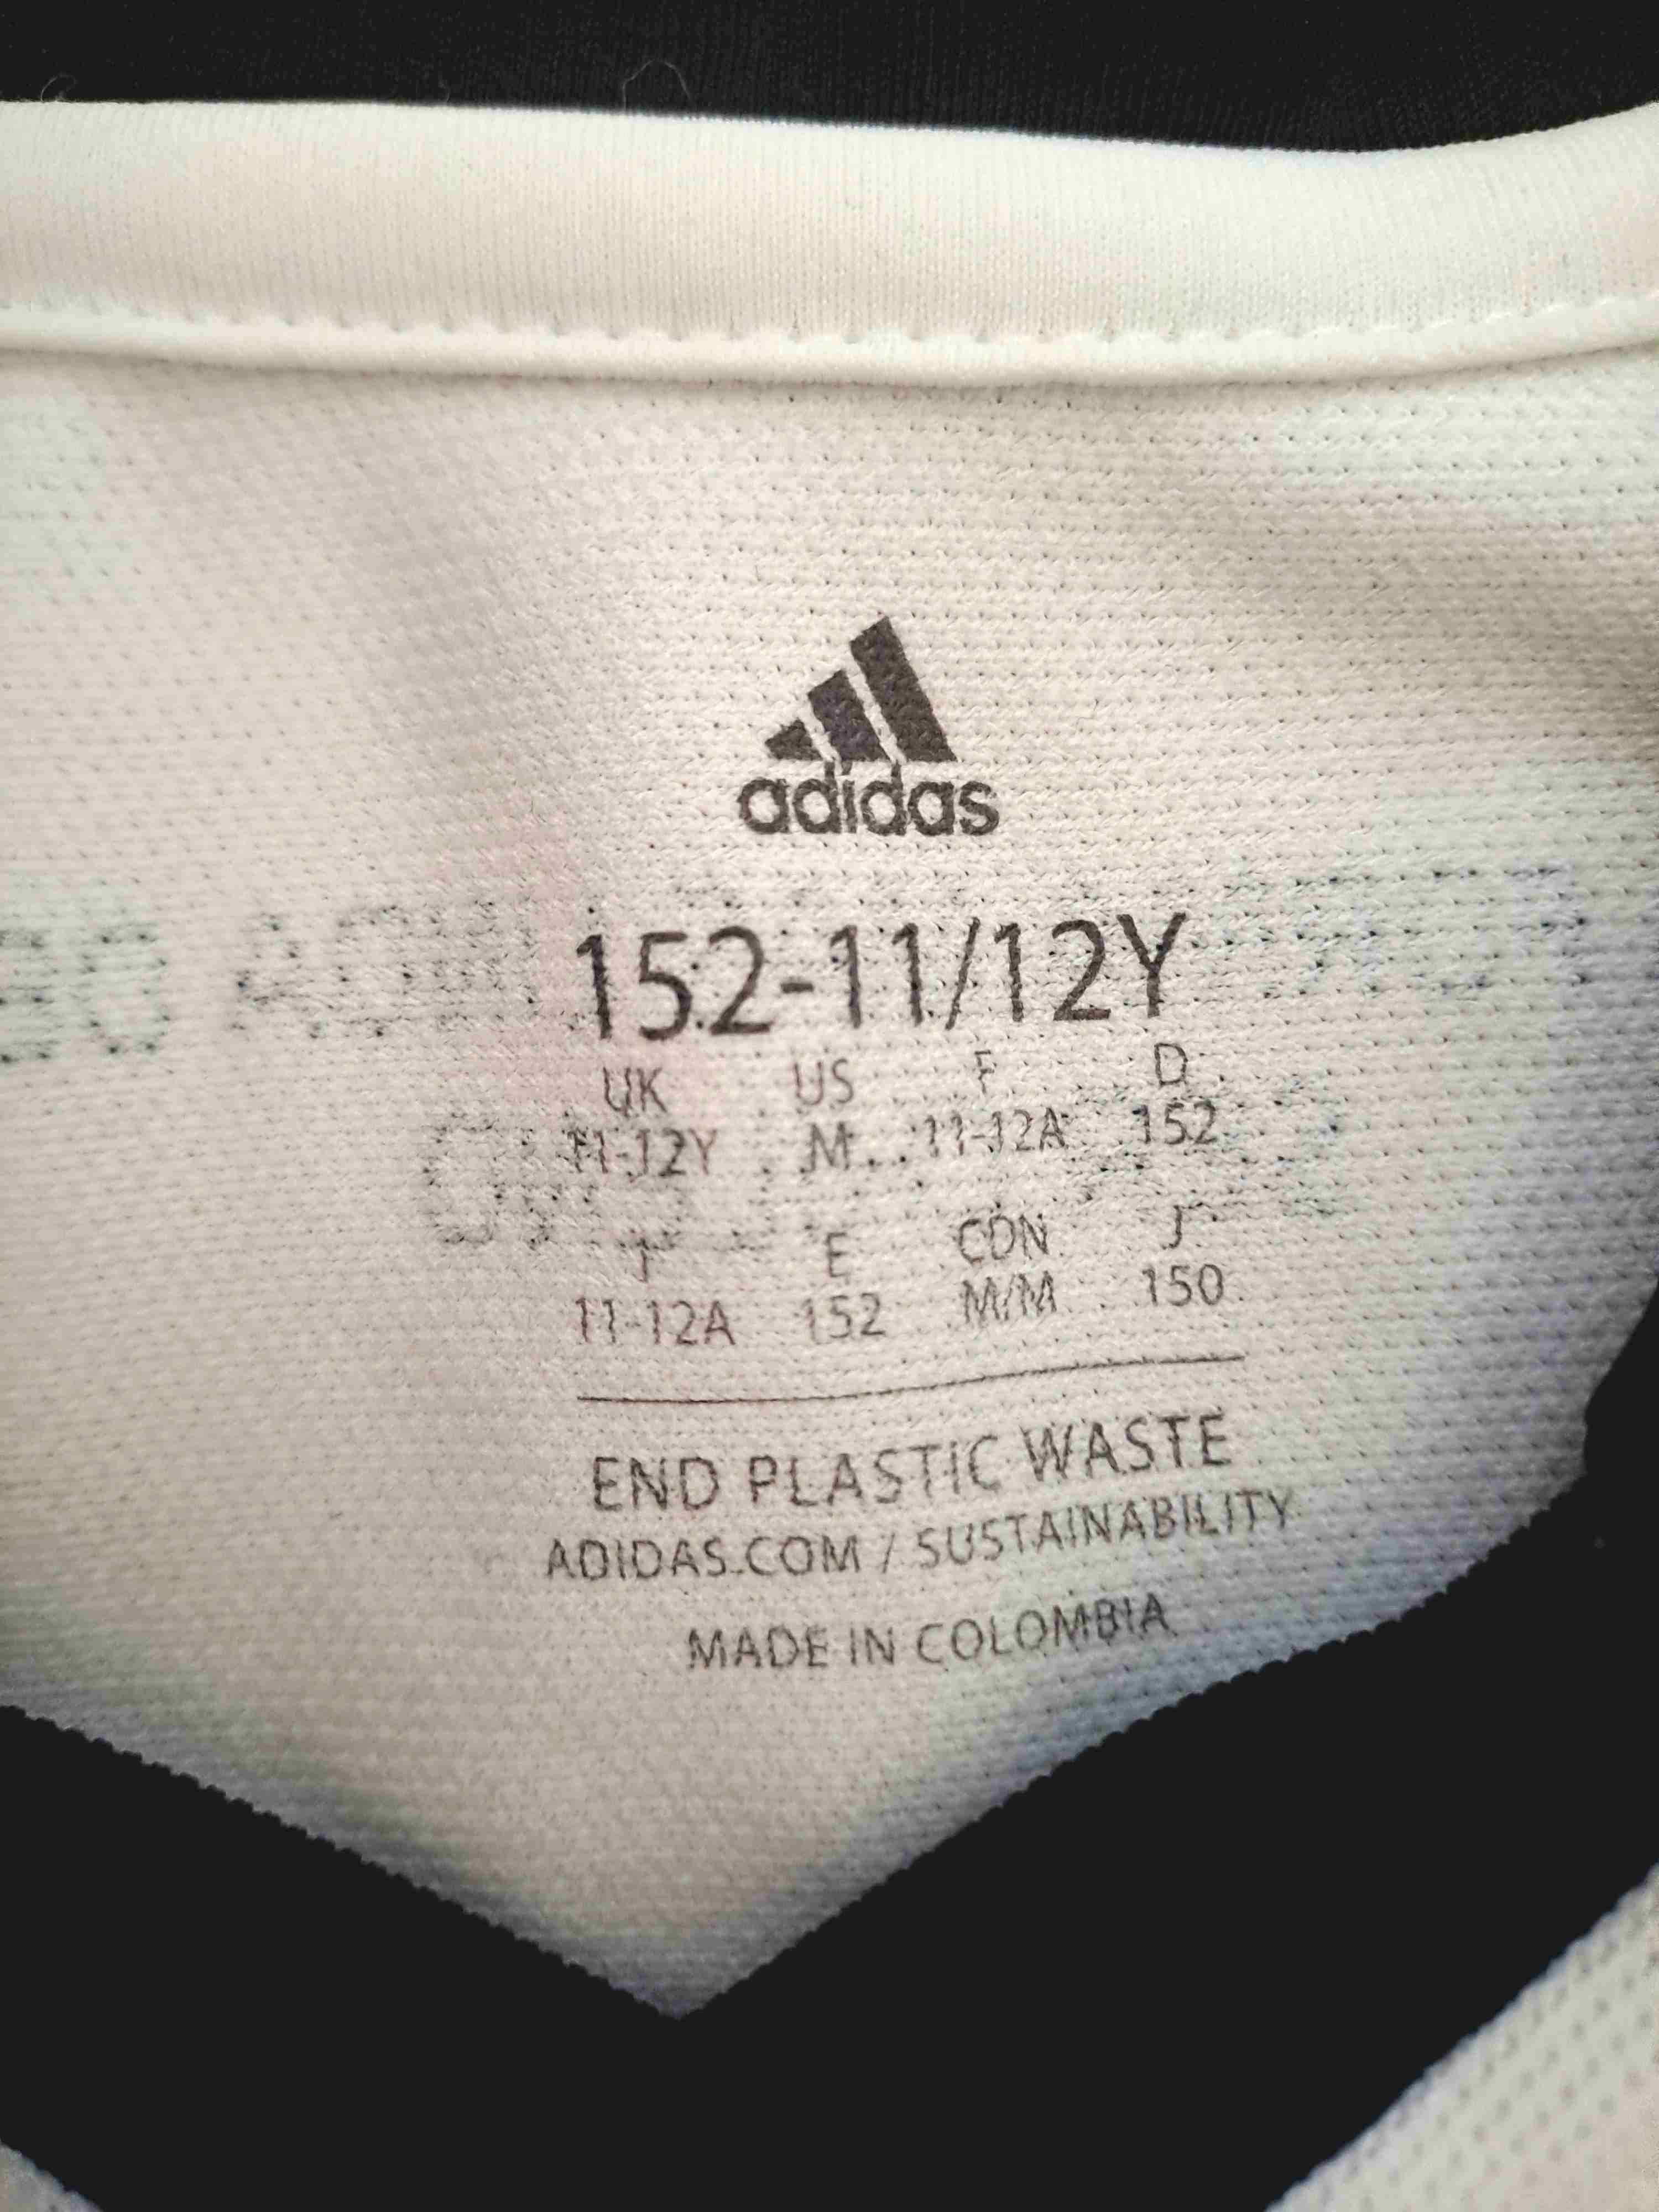 adidas
152-11/12Y
UK US F D
11-12Y M 11-12A 152
I E CDN J
11-12A 152 M/M 150
END PLASTIC WASTE
ADIDAS.COM / SUSTAINABILITY
MADE IN COLOMBIA